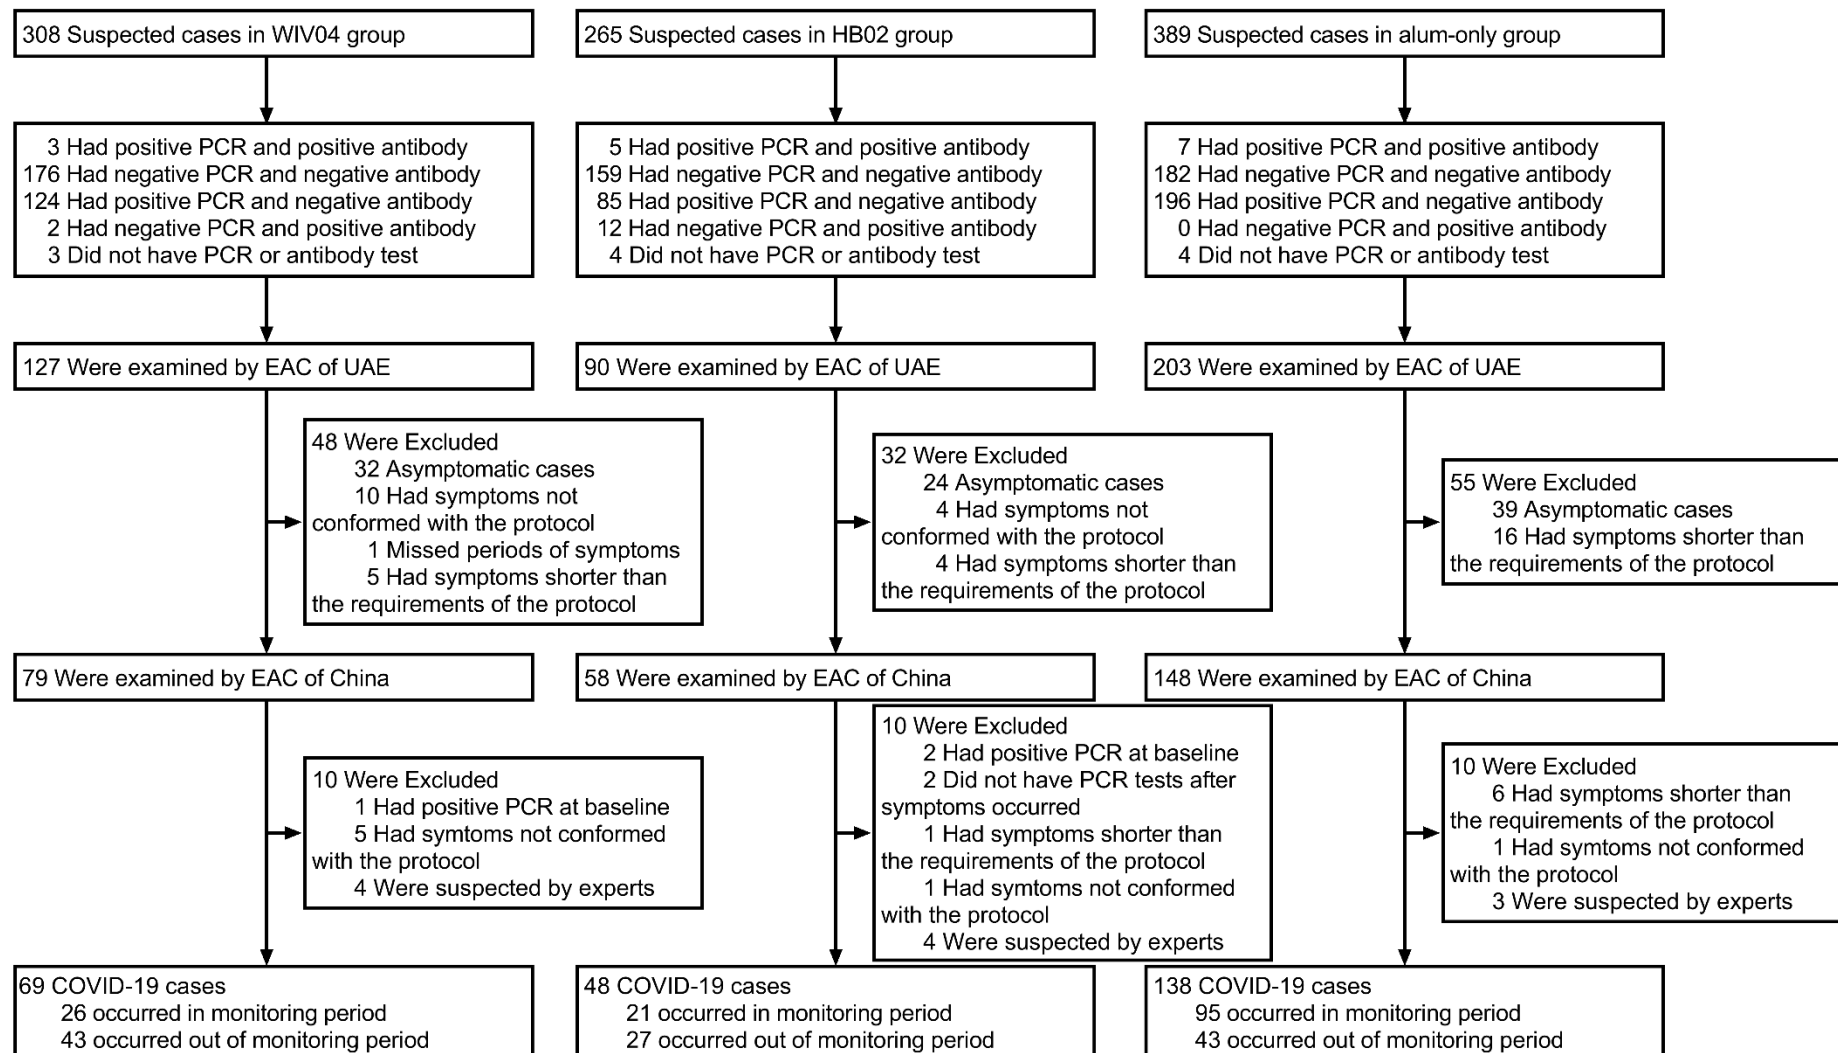 308 Suspected cases in WIV04 group
265 Suspected cases in HB02 group
389 Suspected cases in alum-only group
3 Had positive PCR and positive antibody
176 Had negative PCR and negative antibody
124 Had positive PCR and negative antibody
2 Had negative PCR and positive antibody
3 Did not have PCR or antibody test
5 Had positive PCR and positive antibody
159 Had negative PCR and negative antibody
85 Had positive PCR and negative antibody
12 Had negative PCR and positive antibody
4 Did not have PCR or antibody test
7 Had positive PCR and positive antibody
182 Had negative PCR and negative antibody
196 Had positive PCR and negative antibody
0 Had negative PCR and positive antibody
4 Did not have PCR or antibody test
127 Were examined by EAC of UAE
90 Were examined by EAC of UAE
203 Were examined by EAC of UAE
48 Were Excluded
32 Asymptomatic cases
10 Had symptoms not
conformed with the protocol
1 Missed periods of symptoms
5 Had symptoms shorter than
the requirements of the protocol
32 Were Excluded
24 Asymptomatic cases
4 Had symptoms not
conformed with the protocol
4 Had symptoms shorter than
the requirements of the protocol
55 Were Excluded
39 Asymptomatic cases
16 Had symptoms shorter than
the requirements of the protocol
79 Were examined by EAC of China
58 Were examined by EAC of China
148 Were examined by EAC of China
10 Were Excluded
1 Had positive PCR at baseline
5 Had symtoms not conformed
with the protocol
4 Were suspected by experts
10 Were Excluded
2 Had positive PCR at baseline
2 Did not have PCR tests after
symptoms occurred
1 Had symptoms shorter than
the requirements of the protocol
1 Had symtoms not conformed
with the protocol
4 Were suspected by experts
10 Were Excluded
6 Had symptoms shorter than
the requirements of the protocol
1 Had symtoms not conformed
with the protocol
3 Were suspected by experts
69 COVID-19 cases
26 occurred in monitoring period
43 occurred out of monitoring period
48 COVID-19 cases
21 occurred in monitoring period
27 occurred out of monitoring period
138 COVID-19 cases
95 occurred in monitoring period
43 occurred out of monitoring period